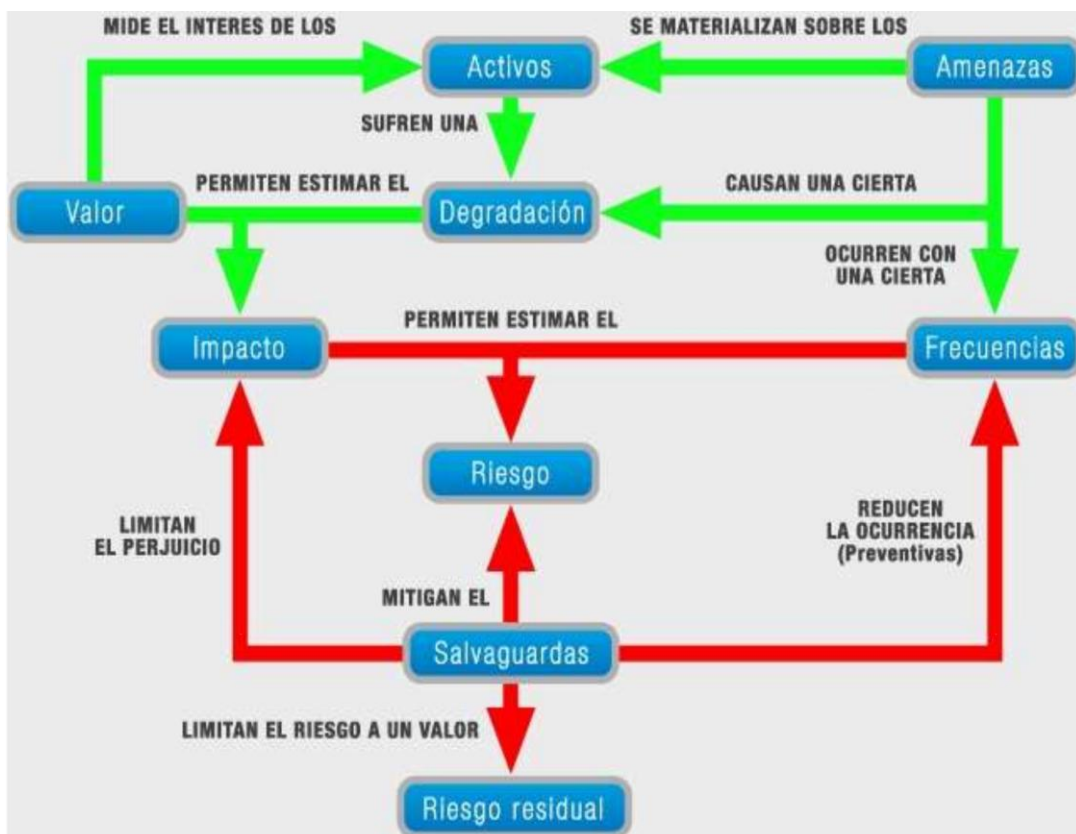 MIDE EL INTERES DE LOS
SE MATERIALIZAN SOBRE LOS
Activos
Amenazas
SUFREN UNA
PERMITEN ESTIMAR EL
CAUSAN UNA CIERTA
Valor
Degradación
OCURREN CON
UNA CIERTA
PERMITEN ESTIMAR EL
Impacto
Frecuencias
Riesgo
LIMITAN
EL PERJUICIO
REDUCEN
LA OCURRENCIA
(Preventivas)
MITIGAN EL
Salvaguardas
LIMITAN EL RIESGO A UN VALOR
Riesgo residual